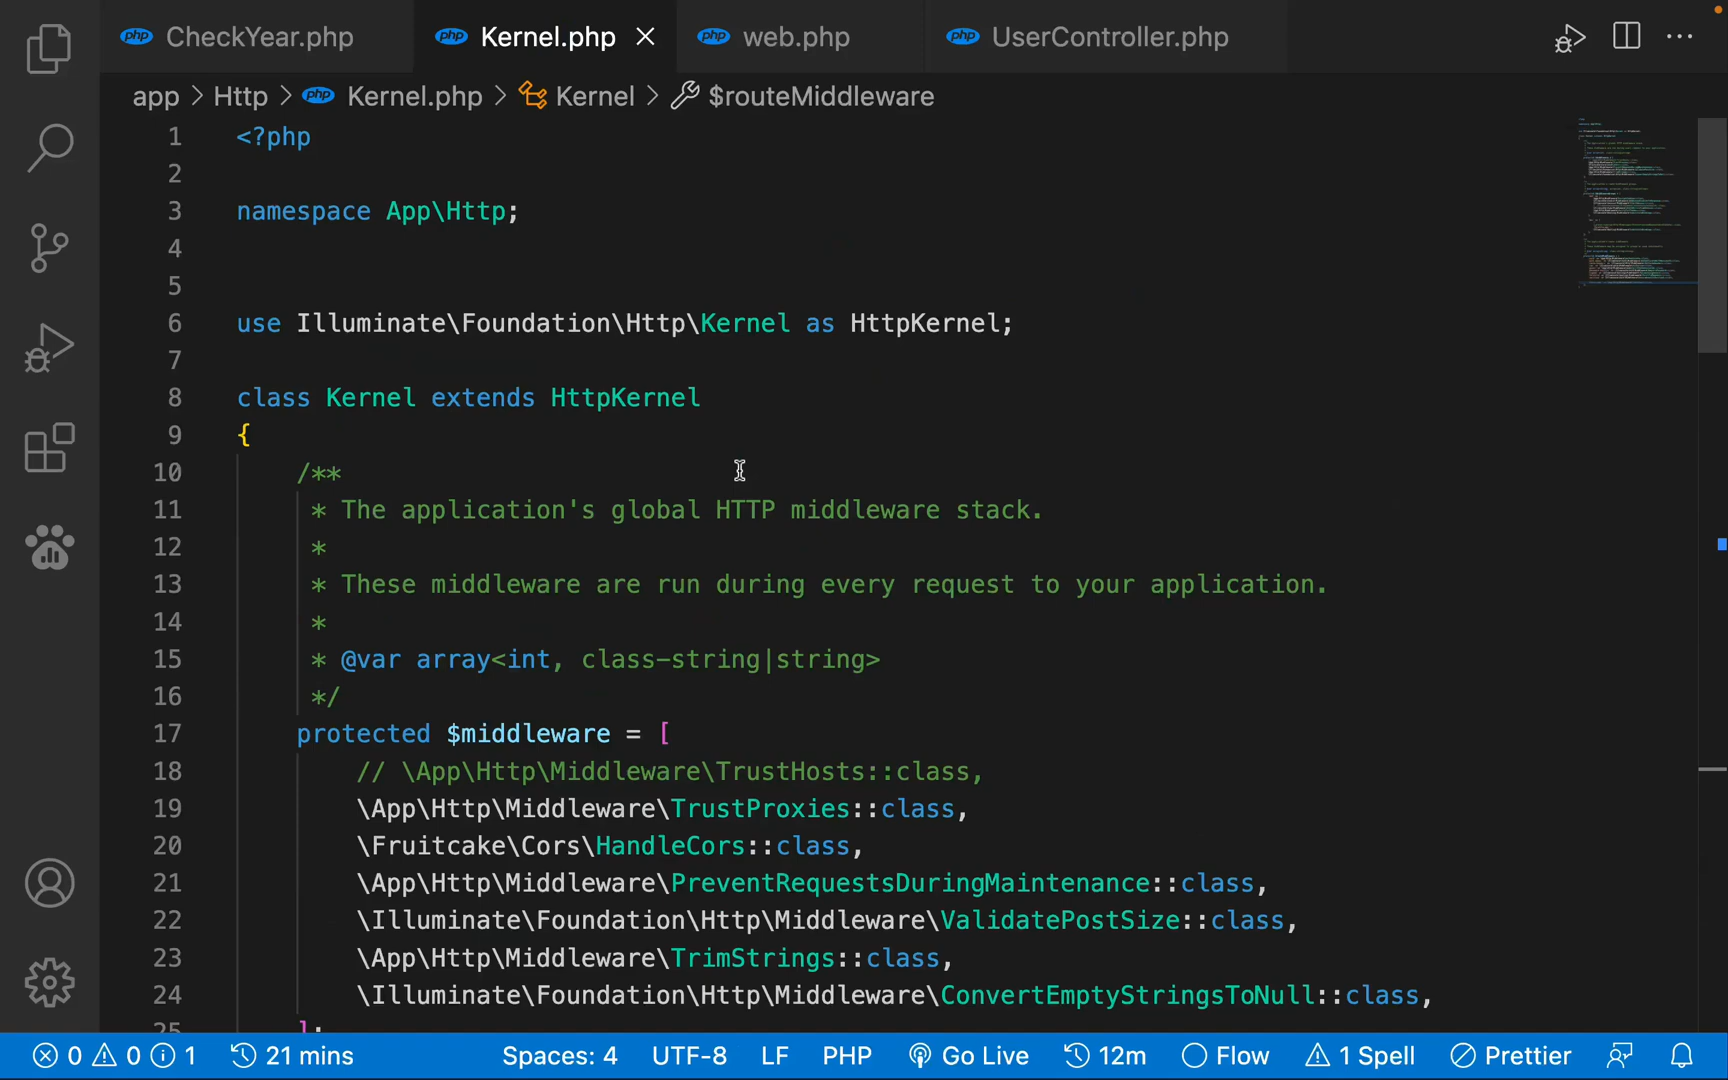 CheckYear.php Kernel.php web.php UserController.php
app > Http > Kernel.php > Kernel > $routeMiddleware
1 <?php
2
3 namespace App\Http;
4
5
6 use Illuminate\Foundation\Http\Kernel as HttpKernel;
7
8 class Kernel extends HttpKernel
9 {
10 /**
11 * The application's global HTTP middleware stack.
12 *
13 * These middleware are run during every request to your application.
14 *
15 * @var array<int, class-string|string>
16 */
17 protected $middleware = [
18 // \App\Http\Middleware\TrustHosts::class,
19 \App\Http\Middleware\TrustProxies::class,
20 \Fruitcake\Cors\HandleCors::class,
21 \App\Http\Middleware\PreventRequestsDuringMaintenance::class,
22 \Illuminate\Foundation\Http\Middleware\ValidatePostSize::class,
23 \App\Http\Middleware\TrimStrings::class,
24 \Illuminate\Foundation\Http\Middleware\ConvertEmptyStringsToNull::class,
25 ];
0 0 1 21 mins Spaces: 4 UTF-8 LF PHP Go Live 12m Flow 1 Spell Prettier